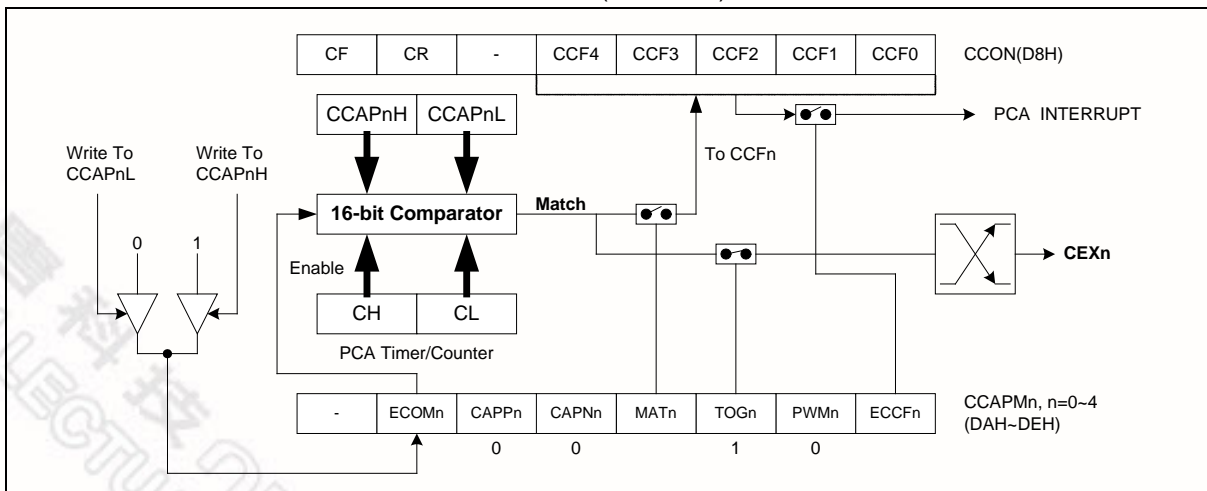 CF CR - CCF4 CCF3 CCF2 CCF1 CCF0 CCON(D8H)
CCAPnH CCAPnL
PCA INTERRUPT
Write To
CCAPnL
Write To
CCAPnH
To CCFn
16-bit Comparator
Match
0 1
Enable
CEXn
CH CL
PCA Timer/Counter
- ECOMn CAPPn CAPNn MATn TOGn PWMn ECCFn
CCAPMn, n=0~4
(DAH~DEH)
0 0 1 0